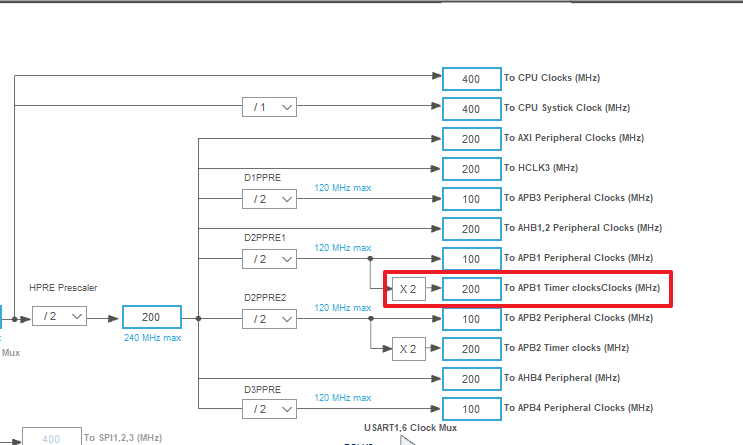 400 To CPU Clocks (MHz)
/ 1 400 To CPU Systick Clock (MHz)
200 To AXI Peripheral Clocks (MHz)
D1PPRE 200 To HCLK3 (MHz)
/ 2 120 MHz max 100 To APB3 Peripheral Clocks (MHz)
200 To AHB1,2 Peripheral Clocks (MHz)
D2PPRE1
/ 2 120 MHz max 100 To APB1 Peripheral Clocks (MHz)
X 2 200 To APB1 Timer clocksClocks (MHz)
HPRE Prescaler
D2PPRE2
/ 2 200 / 2 120 MHz max 100 To APB2 Peripheral Clocks (MHz)
240 MHz max
Mux X 2 200 To APB2 Timer clocks (MHz)
200 To AHB4 Peripheral (MHz)
D3PPRE
/ 2 120 MHz max 100 To APB4 Peripheral Clocks (MHz)
USART1,6 Clock Mux
400 To SPI1,2,3 (MHz)